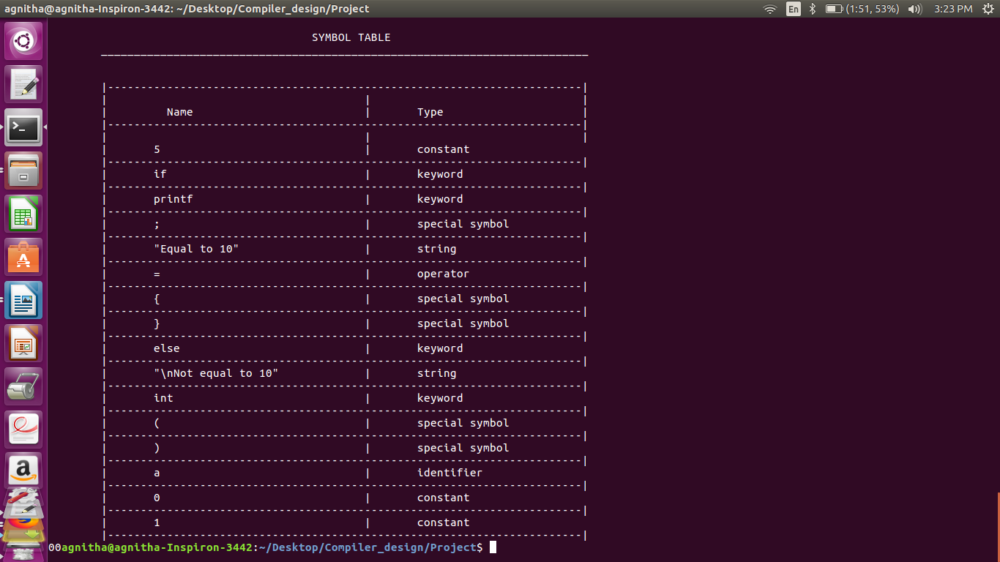 agnitha@agnitha-Inspiron-3442: ~/Desktop/Compiler_design/Project En (1:51, 53%) 3:23 PM
SYMBOL TABLE
__________________________________________________________________________
|------------------------------------------------------------------------|
| | |
| Name | Type |
|------------------------------------------------------------------------|
| | |
| 5 | constant
|------------------------------------------------------------------------|
| if | keyword
|------------------------------------------------------------------------|
| printf | keyword
|------------------------------------------------------------------------|
| ; | special symbol
|------------------------------------------------------------------------|
| "Equal to 10" | string
|------------------------------------------------------------------------|
| = | operator
|------------------------------------------------------------------------|
| { | special symbol
|------------------------------------------------------------------------|
| } | special symbol
|------------------------------------------------------------------------|
| else | keyword
|------------------------------------------------------------------------|
| "\nNot equal to 10" | string
|------------------------------------------------------------------------|
| int | keyword
|------------------------------------------------------------------------|
| ( | special symbol
|------------------------------------------------------------------------|
| ) | special symbol
|------------------------------------------------------------------------|
| a | identifier
|------------------------------------------------------------------------|
| 0 | constant
|------------------------------------------------------------------------|
| 1 | constant
|------------------------------------------------------------------------|
00agnitha@agnitha-Inspiron-3442:~/Desktop/Compiler_design/Project$